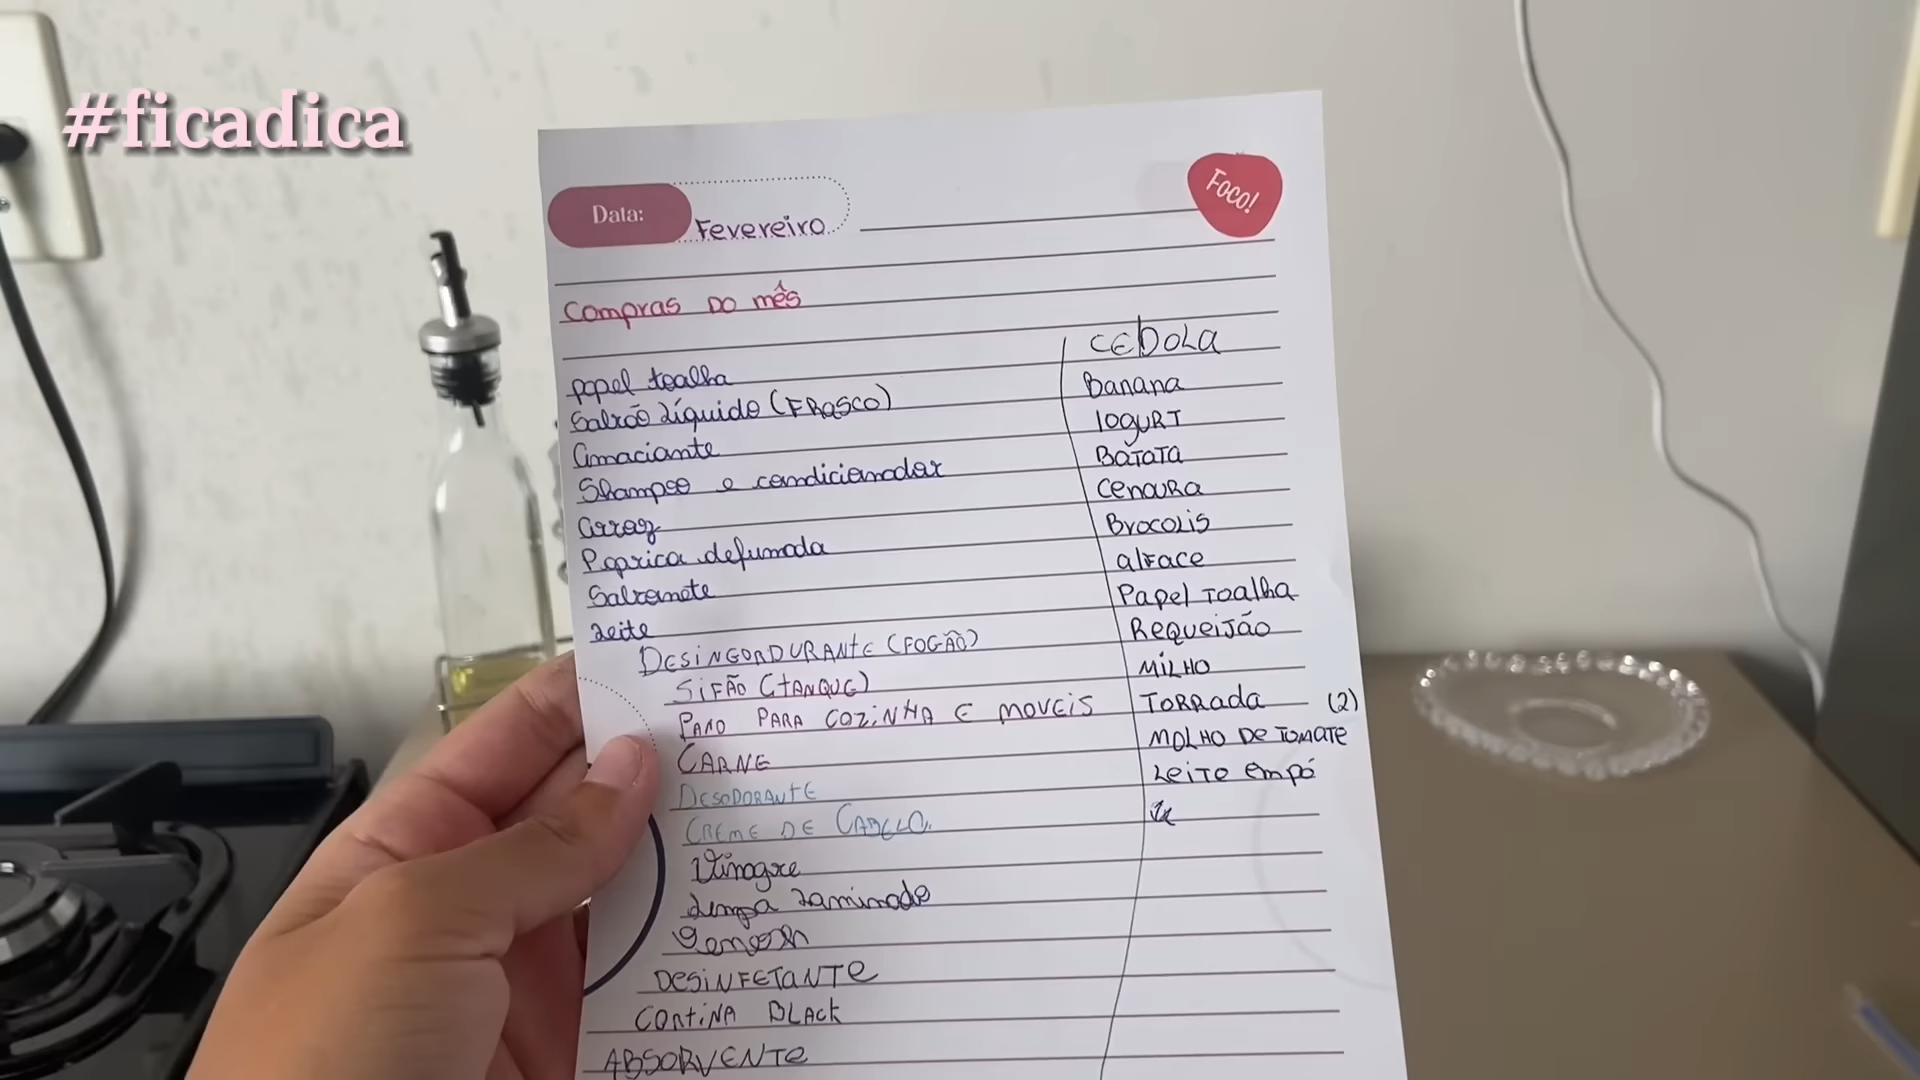 #ficadica
Data:
Fevereiro
Foco!
Compras do mês
papel toalha
Sabão líquido (FRASCO)
amaciante
Shampoo e condicionador
arroz
Paprica defumada
Sabonete
leite
DESINGORDURANTE (FOGÃO)
SIFÃO (TANQUE)
PANO PARA COZINHA E MOVEIS
CARNE
DESODORANTE
CREME DE CABELO.
Vinagre
Limpa Laminado
DESINFETANTE
CORTINA BLACK
ABSORVENTE
CEBOLA
Banana
IOGURT
BATATA
Cenoura
Brocolis
alface
Papel Toalha
Requeijão
MILHO
TORRADA (2)
MOLHO DE TOMATE
Leite em pó